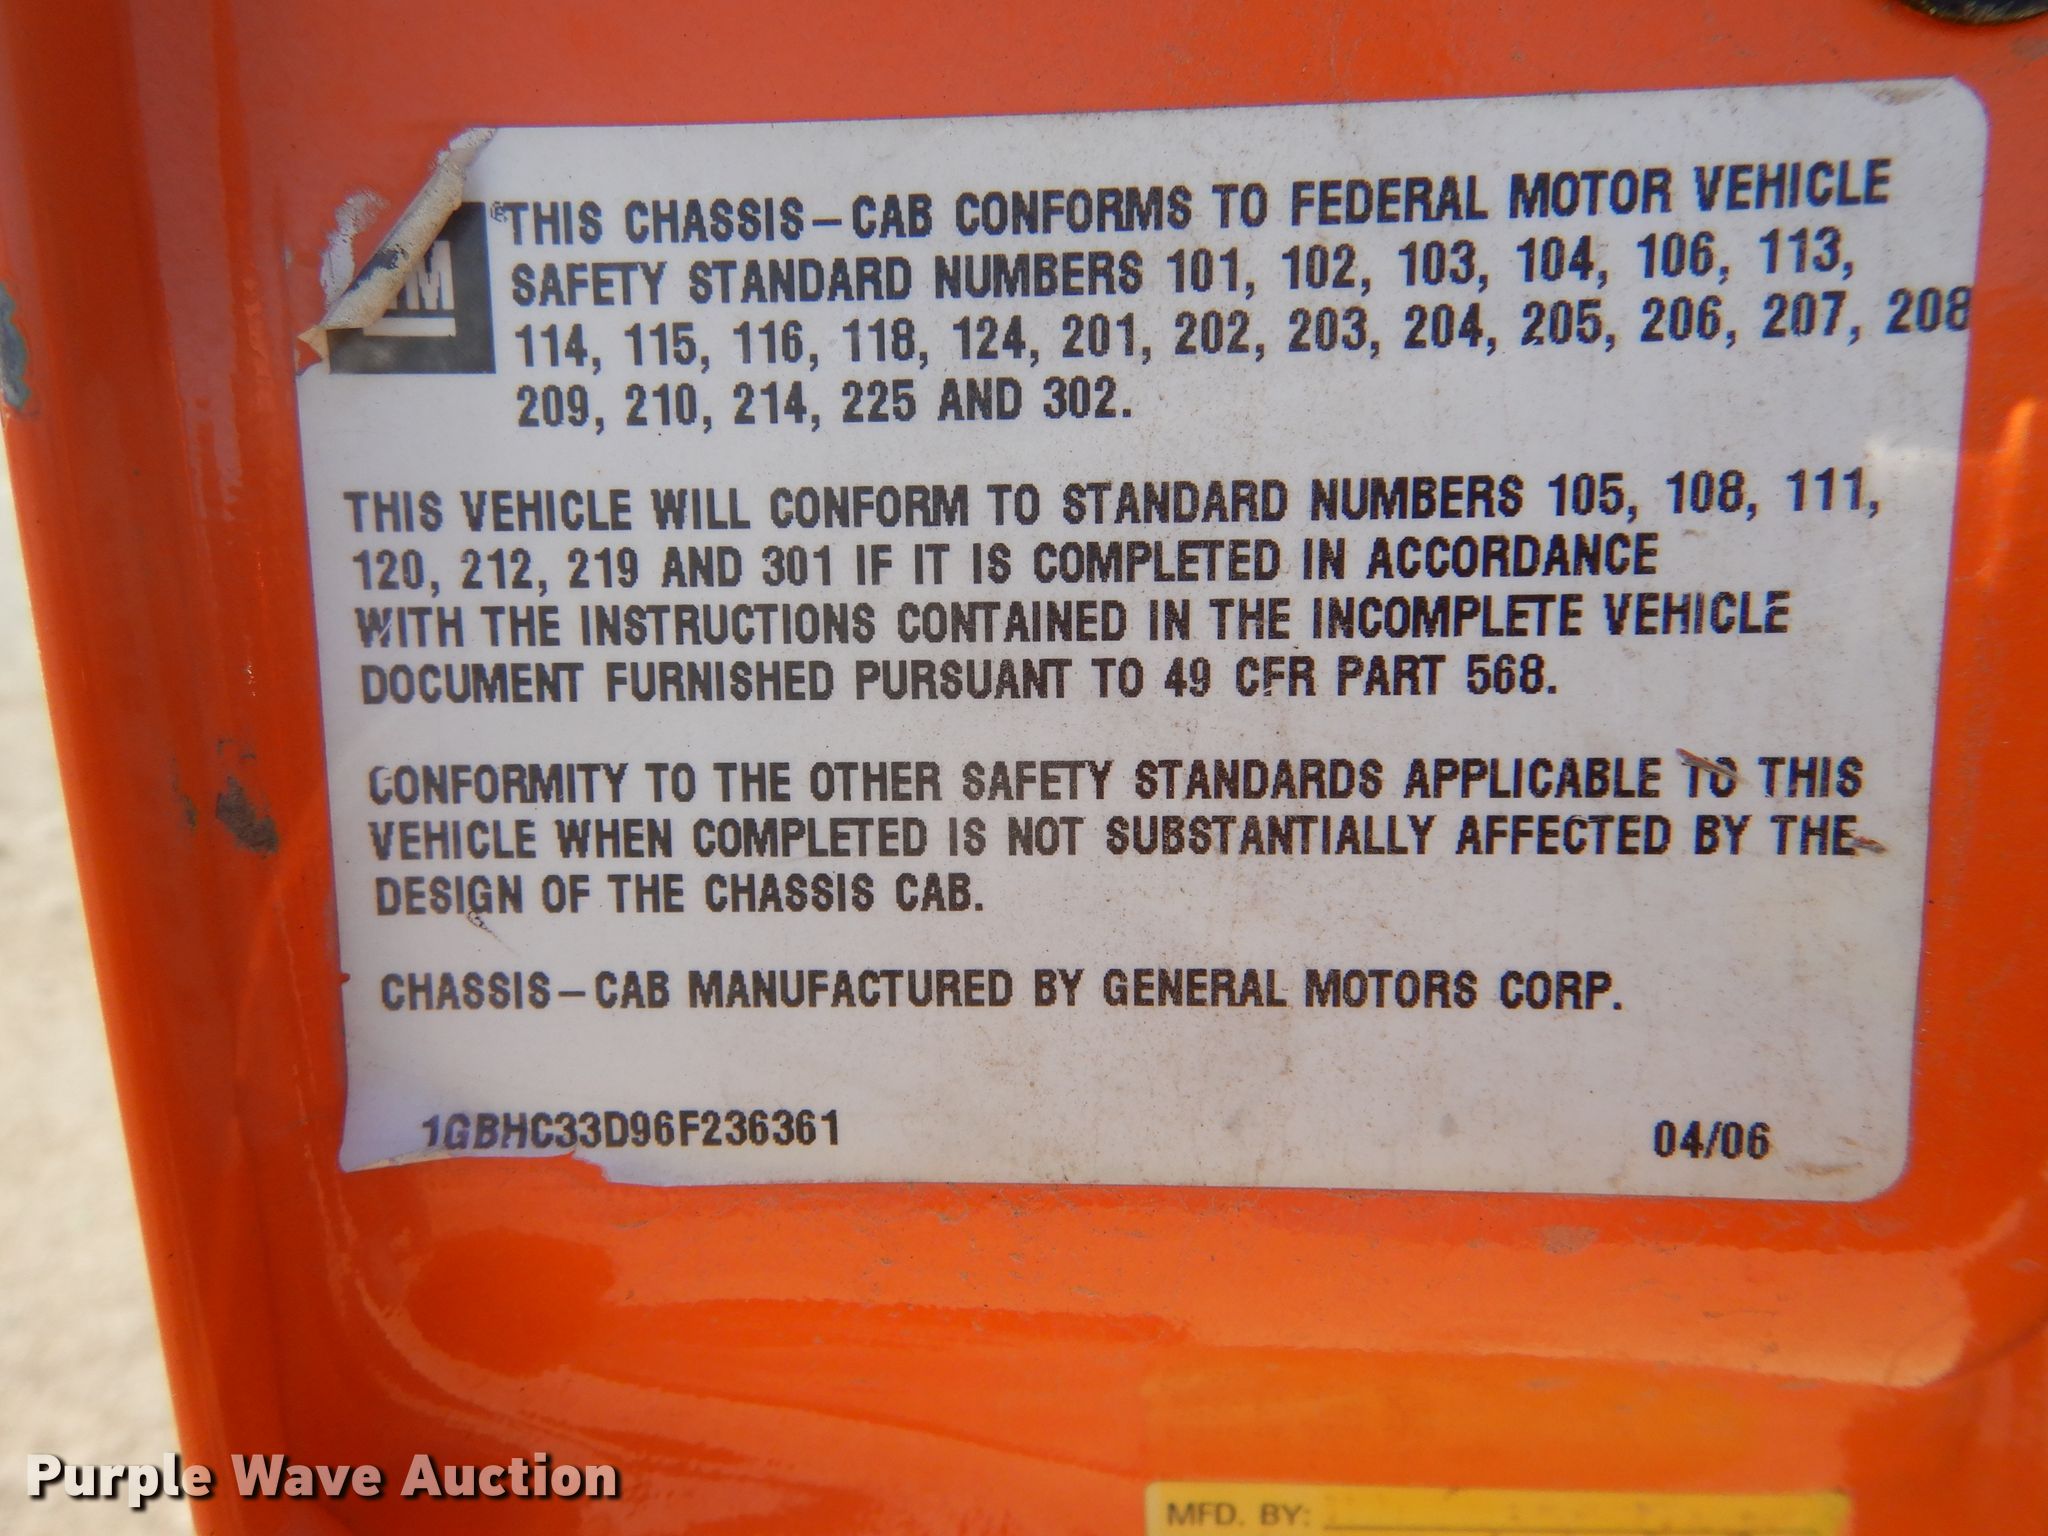 THIS CHASSIS-CAB CONFORMS TO FEDERAL MOTOR VEHICLE
SAFETY STANDARD NUMBERS 101, 102, 103, 104, 106, 113,
114, 115, 116, 118, 124, 201, 202, 203, 204, 205, 206, 207, 208
209, 210, 214, 225 AND 302.
THIS VEHICLE WILL CONFORM TO STANDARD NUMBERS 105, 108, 111,
120, 212, 219 AND 301 IF IT IS COMPLETED IN ACCORDANCE
WITH THE INSTRUCTIONS CONTAINED IN THE INCOMPLETE VEHICLE
DOCUMENT FURNISHED PURSUANT TO 49 CFR PART 568.
CONFORMITY TO THE OTHER SAFETY STANDARDS APPLICABLE TO THIS
VEHICLE WHEN COMPLETED IS NOT SUBSTANTIALLY AFFECTED BY THE
DESIGN OF THE CHASSIS CAB.
CHASSIS-CAB MANUFACTURED BY GENERAL MOTORS CORP.
1GBHC33D96F236361 04/06
MFD. BY:
Purple Wave Auction